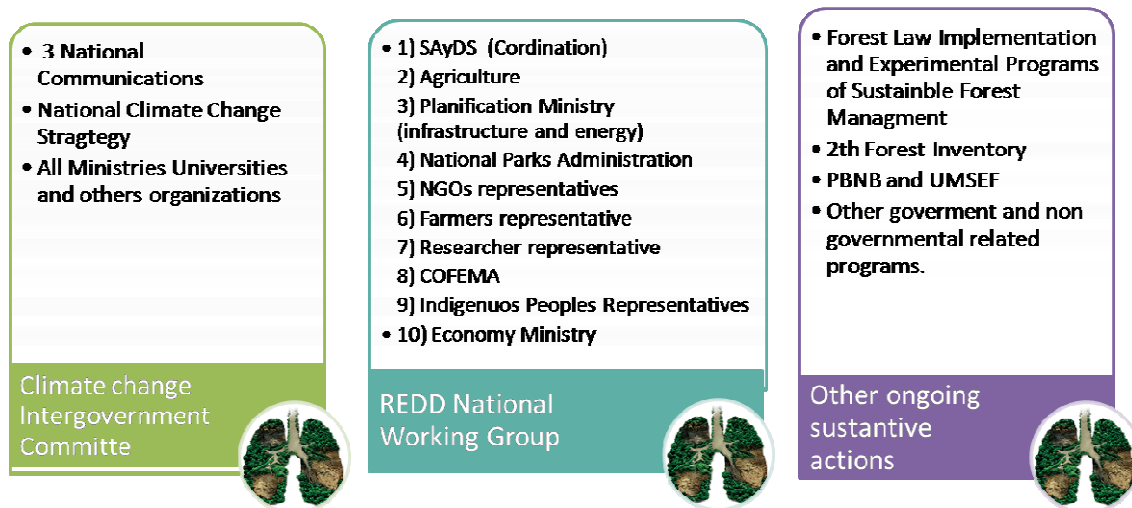 • 3 National
Communications
• National Climate Change
Stragtegy
• All Ministries Universities
and others organizations
Climate change
Intergovernment
Committe
• 1) SAyDS (Cordination)
2) Agriculture
3) Planification Ministry
(infrastructure and energy)
4) National Parks Administration
5) NGOs representatives
6) Farmers representative
7) Researcher representative
8) COFEMA
9) Indigenuos Peoples Representatives
• 10) Economy Ministry
REDD National
Working Group
• Forest Law Implementation
and Experimental Programs
of Sustainble Forest
Managment
• 2th Forest Inventory
• PBNB and UMSEF
• Other goverment and non
governmental related
programs.
Other ongoing
sustantive
actions